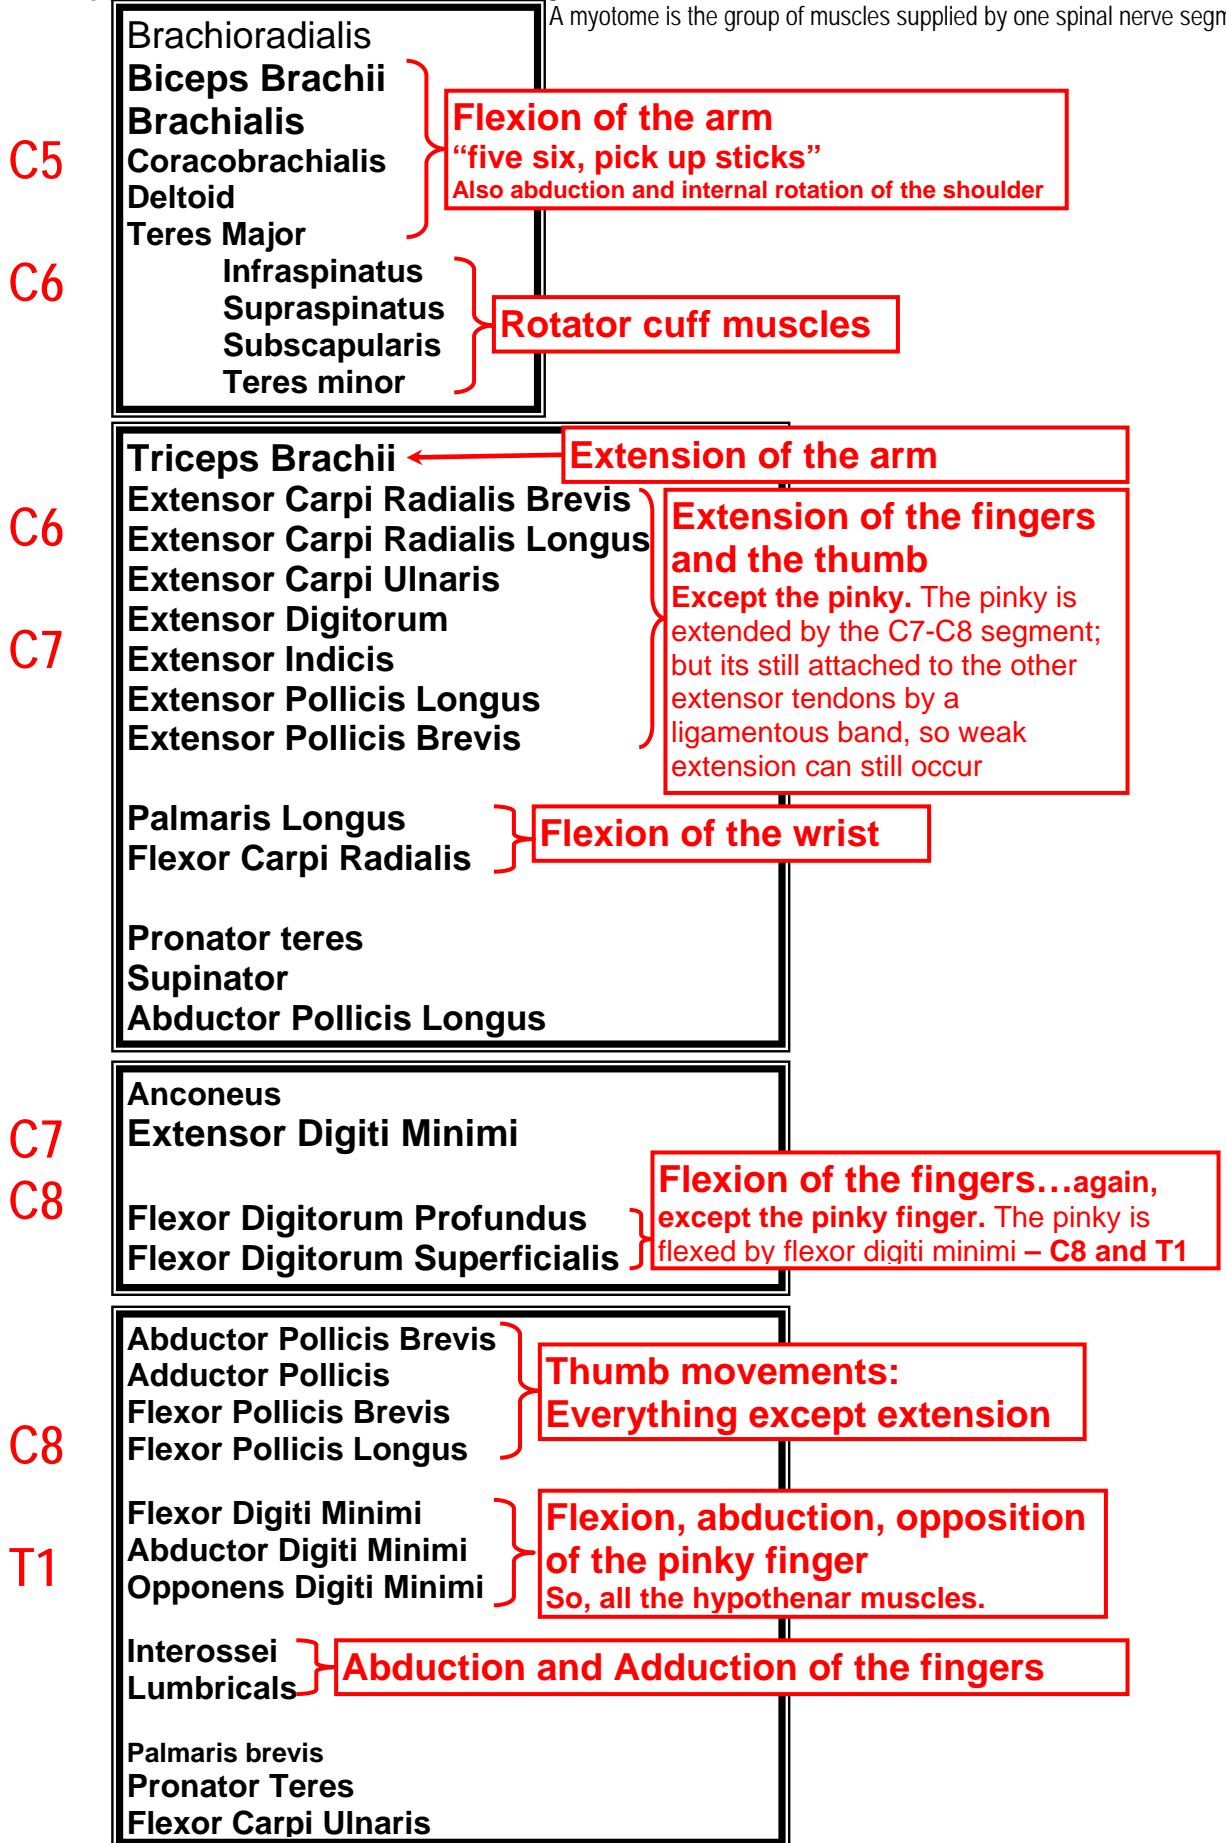 A myotome is the group of muscles supplied by one spinal nerve
Brachioradialis
Biceps Brachii
Brachialis
Coracobrachialis
Deltoid
Teres Major
Infraspinatus
Supraspinatus
Subscapularis
Teres minor
C5
C6
Flexion of the arm
“five six, pick up sticks”
Also abduction and internal rotation of the shoulder
Rotator cuff muscles
Triceps Brachii
Extensor Carpi Radialis Brevis
Extensor Carpi Radialis Longus
Extensor Carpi Ulnaris
Extensor Digitorum
Extensor Indicis
Extensor Pollicis Longus
Extensor Pollicis Brevis
Palmaris Longus
Flexor Carpi Radialis
Pronator teres
Supinator
Abductor Pollicis Longus
C6
C7
Extension of the arm
Extension of the fingers
and the thumb
Except the pinky. The pinky is
extended by the C7-C8 segment;
but its still attached to the other
extensor tendons by a
ligamentous band, so weak
extension can still occur
Flexion of the wrist
Anconeus
Extensor Digiti Minimi
Flexor Digitorum Profundus
Flexor Digitorum Superficialis
C7
C8
Flexion of the fingers…again,
except the pinky finger. The pinky is
flexed by flexor digiti minimi – C8 and T1
Abductor Pollicis Brevis
Adductor Pollicis
Flexor Pollicis Brevis
Flexor Pollicis Longus
Flexor Digiti Minimi
Abductor Digiti Minimi
Opponens Digiti Minimi
Interossei
Lumbricals
Palmaris brevis
Pronator Teres
Flexor Carpi Ulnaris
C8
T1
Thumb movements:
Everything except extension
Flexion, abduction, opposition
of the pinky finger
So, all the hypothenar muscles.
Abduction and Adduction of the fingers